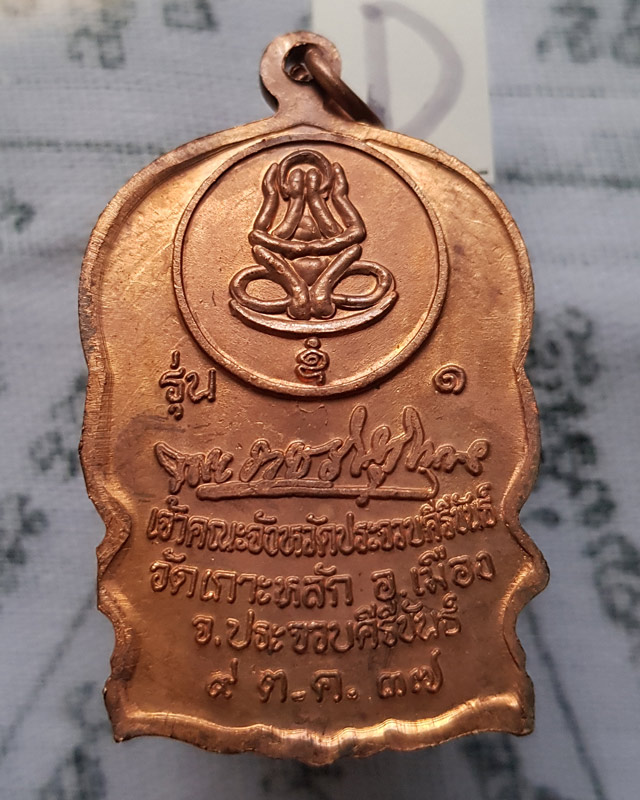 D
รุ่น ๑
เจ้าคณะจังหวัดประจวบคีรีขันธ์
วัดเกาะหลัก อ.เมือง
จ.ประจวบคีรีขันธ์
๙ ต.ค. ๓๗